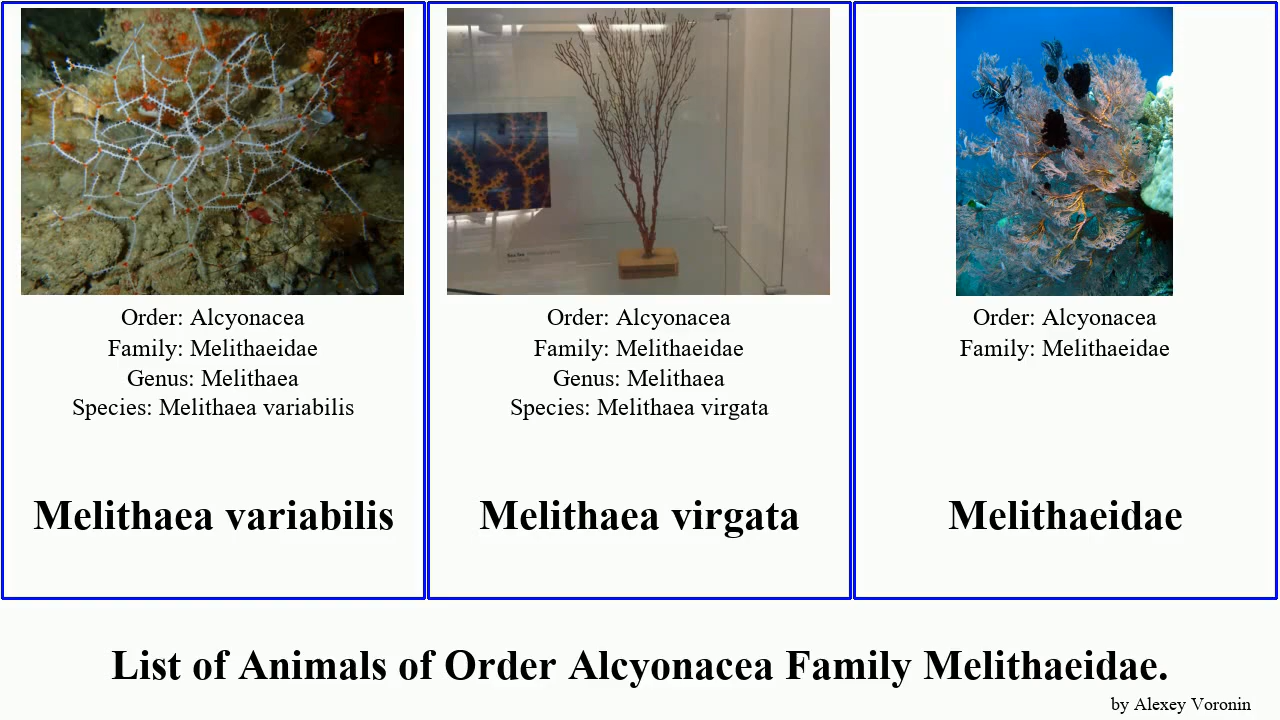 Order: Alcyonacea
Family: Melithaeidae
Genus: Melithaea
Species: Melithaea variabilis
Melithaea variabilis
Order: Alcyonacea
Family: Melithaeidae
Genus: Melithaea
Species: Melithaea virgata
Melithaea virgata
Order: Alcyonacea
Family: Melithaeidae
Melithaeidae
List of Animals of Order Alcyonacea Family Melithaeidae.
by Alexey Voronin